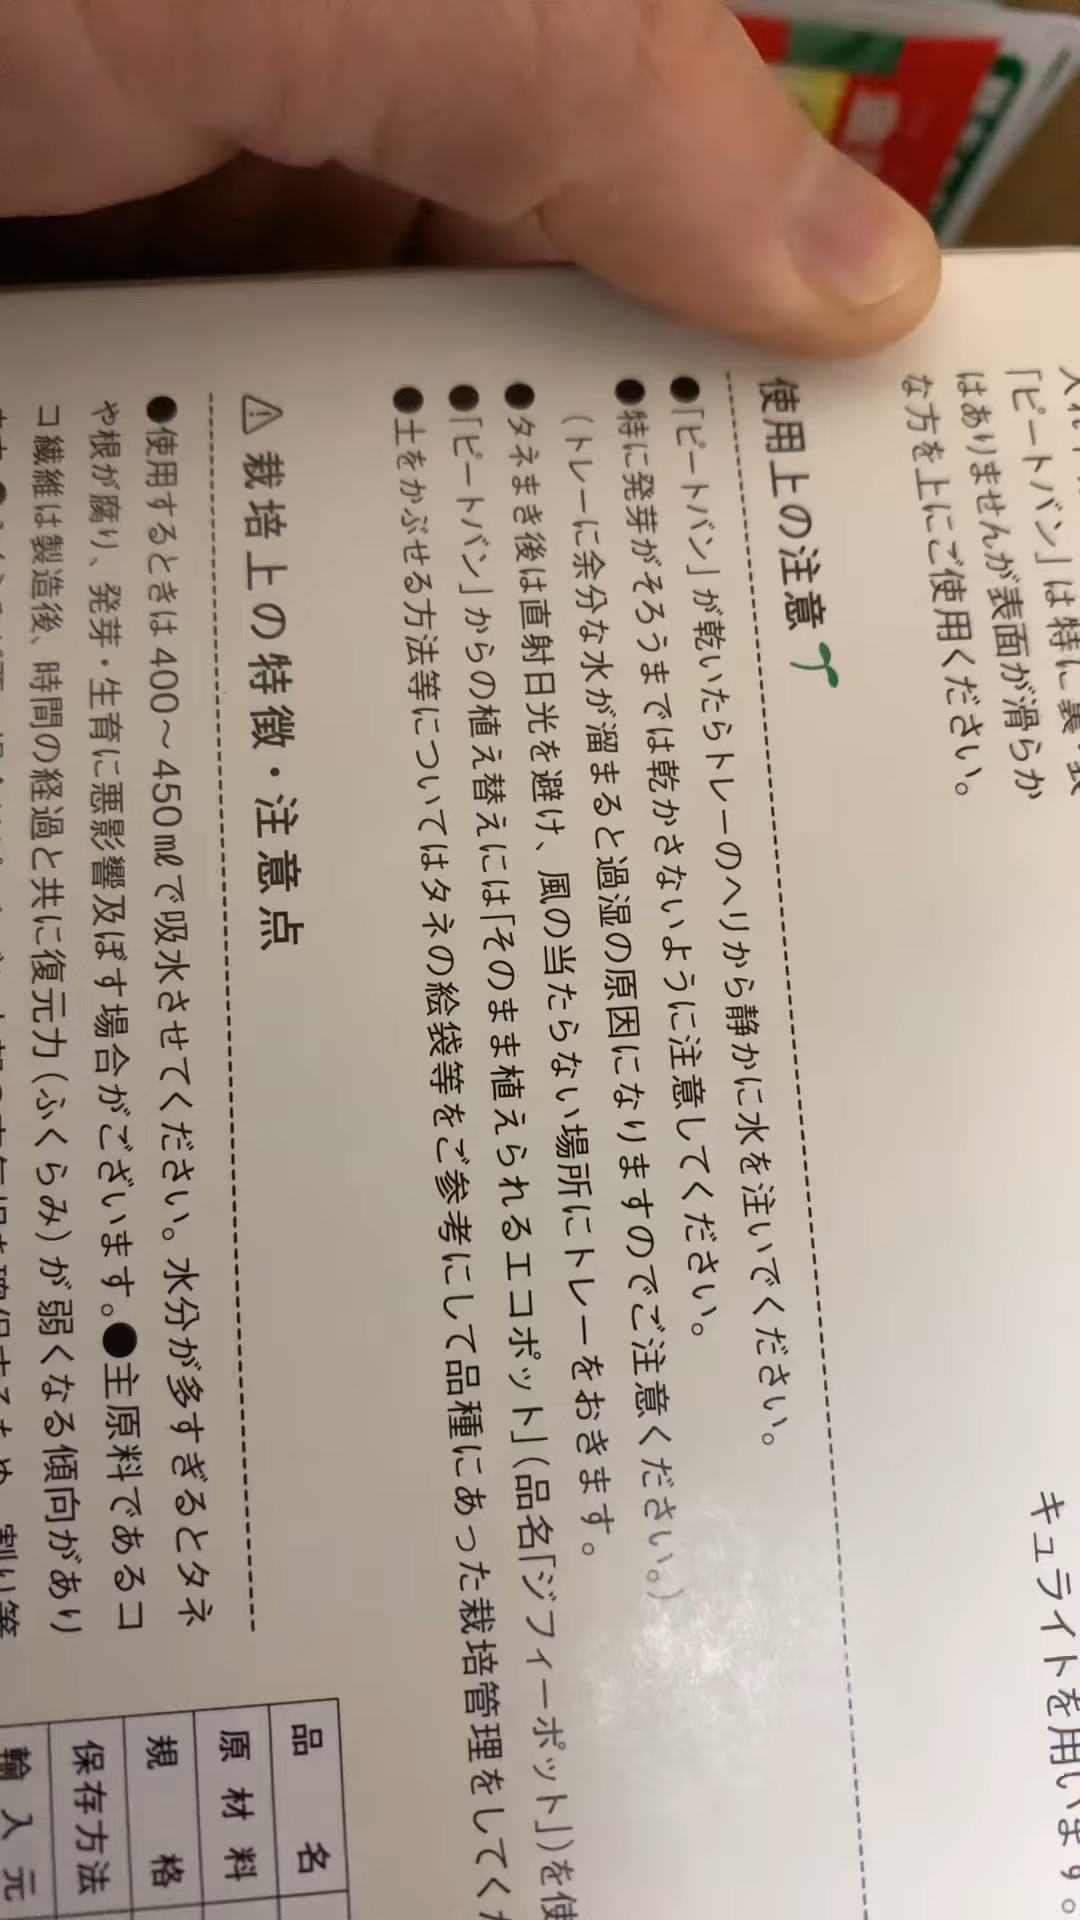 「ピートバン」は特に裏・表
はありませんが表面が滑らか
な方を上にご使用ください。
キュライトを用います。
使用上の注意
●「ピートバン」が乾いたらトレーのヘリから静かに水を注いでください。
●特に発芽がそろうまでは乾かさないように注意してください。
(トレーに余分な水が溜まると過湿の原因になりますのでご注意ください。)
●タネまき後は直射日光を避け、風の当たらない場所にトレーをおきます。
●「ピートバン」からの植え替えには「そのまま植えられるエコポット」(品名「ジフィーポット」)を使
●土をかぶせる方法等についてはタネの絵袋等をご参考にして品種にあった栽培管理をしてくだ
⚠ 栽培上の特徴・注意点
●使用するときは400~450㎖で吸水させてください。水分が多すぎるとタネ
や根が腐り、発芽・生育に悪影響及ぼす場合がございます。●主原料であるココ
コ繊維は製造後、時間の経過と共に復元力(ふくらみ)が弱くなる傾向があり
品名
原材料
規格
保存方法
輸入元